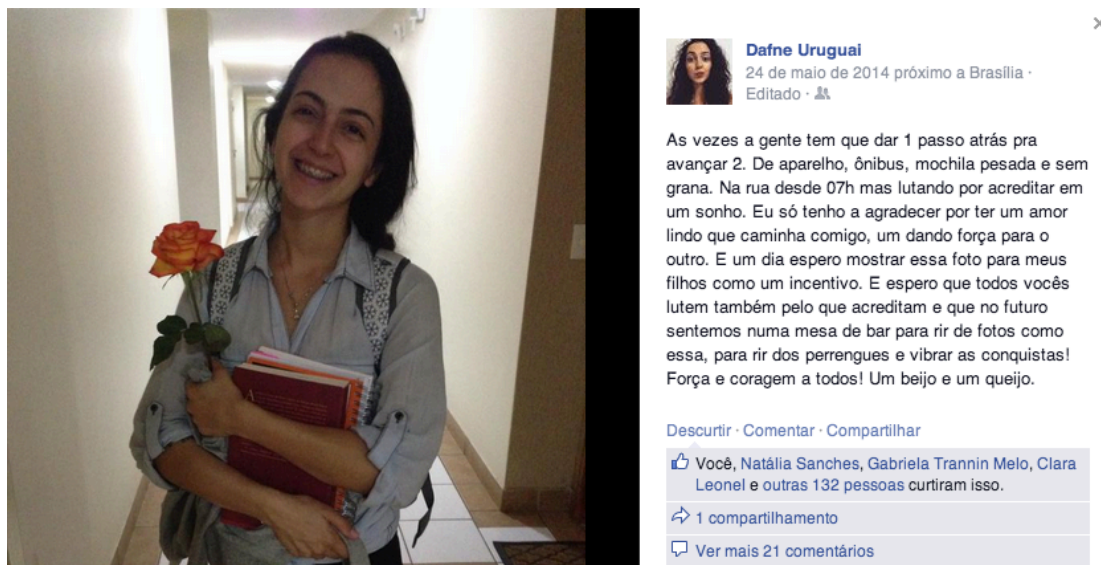 Dafne Uruguai
24 de maio de 2014 próximo a Brasília ·
Editado ·
As vezes a gente tem que dar 1 passo atrás pra
avançar 2. De aparelho, ônibus, mochila pesada e sem
grana. Na rua desde 07h mas lutando por acreditar em
um sonho. Eu só tenho a agradecer por ter um amor
lindo que caminha comigo, um dando força para o
outro. E um dia espero mostrar essa foto para meus
filhos como um incentivo. E espero que todos vocês
lutem também pelo que acreditam e que no futuro
sentemos numa mesa de bar para rir de fotos como
essa, para rir dos perrengues e vibrar as conquistas!
Força e coragem a todos! Um beijo e um queijo.
Descurtir · Comentar · Compartilhar
Você, Natália Sanches, Gabriela Trannin Melo, Clara
Leonel e outras 132 pessoas curtiram isso.
1 compartilhamento
Ver mais 21 comentários